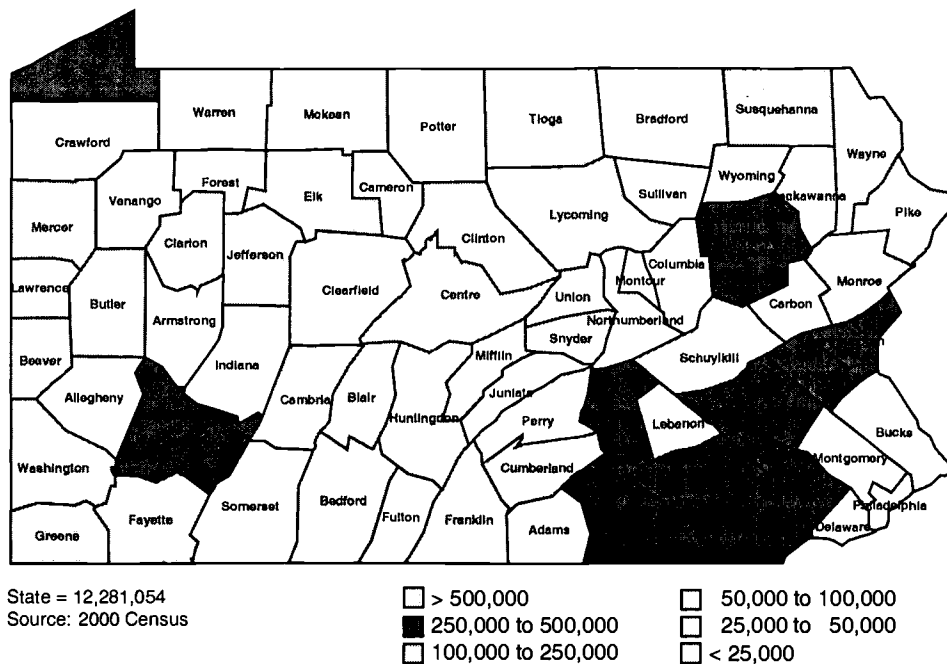 Warren
Mckean
Potter
Tioga
Bradford
Susquehanna
Crawford
Wayne
Forest
Elk
Cameron
Sullivan
Wyoming
Venango
Lycoming
Pike
Mercer
Clarion
Jefferson
Clinton
Columbia
Montour
Monroe
Lawrence
Butler
Clearfield
Centre
Union
Carbon
Armstrong
Northumberland
Snyder
Beaver
Indiana
Mifflin
Schuylkill
Allegheny
Cambria
Blair
Huntingdon
Juniata
Perry
Lebanon
Bucks
Washington
Cumberland
Montgomery
Somerset
Bedford
Fulton
Franklin
Adams
Philadelphia
Delaware
Greene
Fayette
State = 12,281,054
Source: 2000 Census
> 500,000
250,000 to 500,000
100,000 to 250,000
50,000 to 100,000
25,000 to 50,000
< 25,000